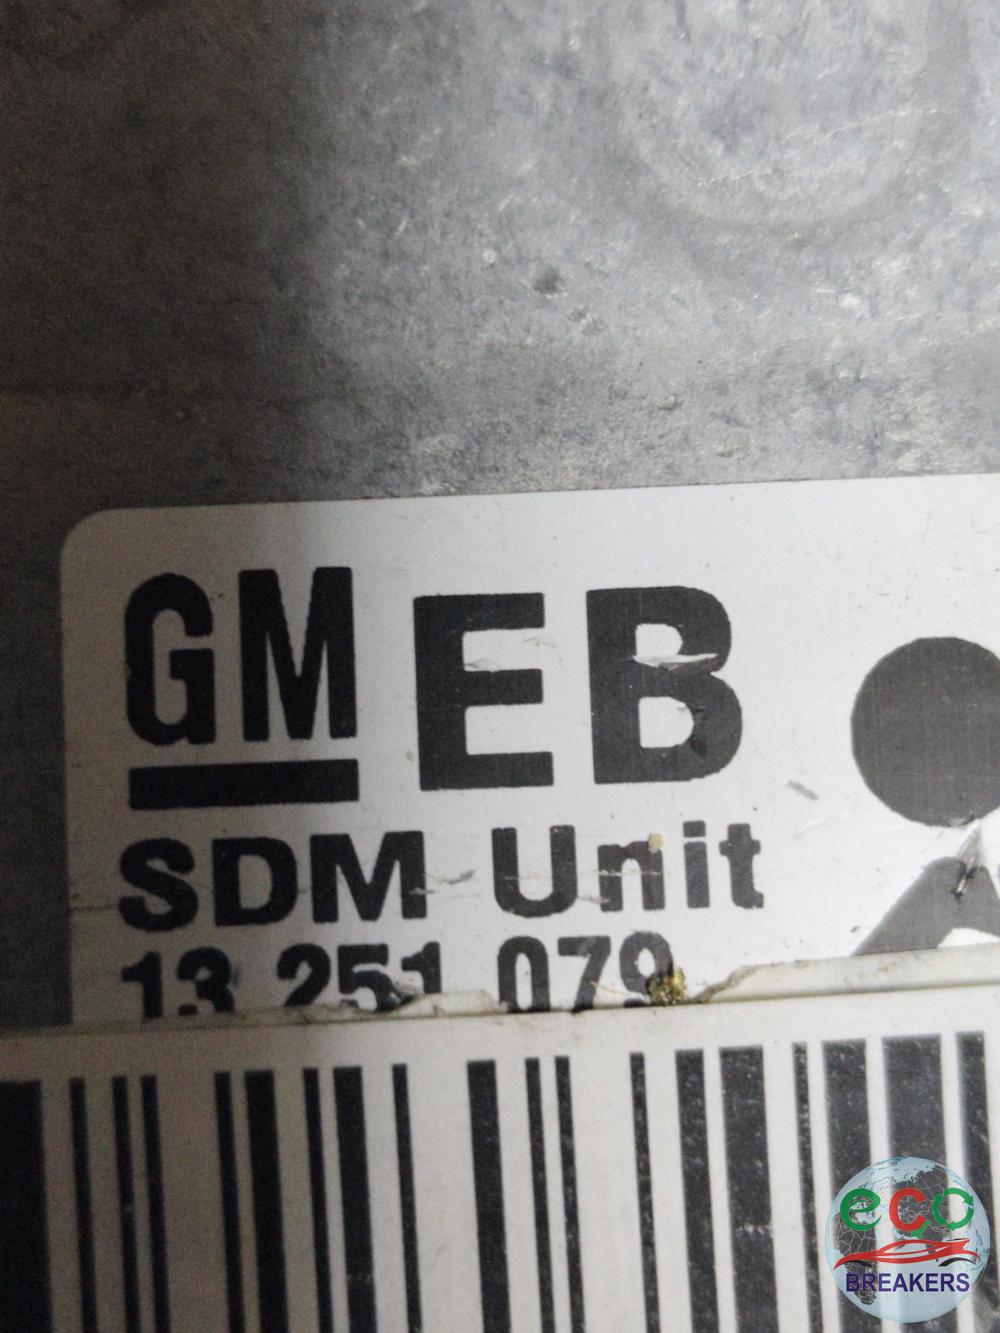 GM EB
SDM Unit
13 251 079
eco
BREAKERS